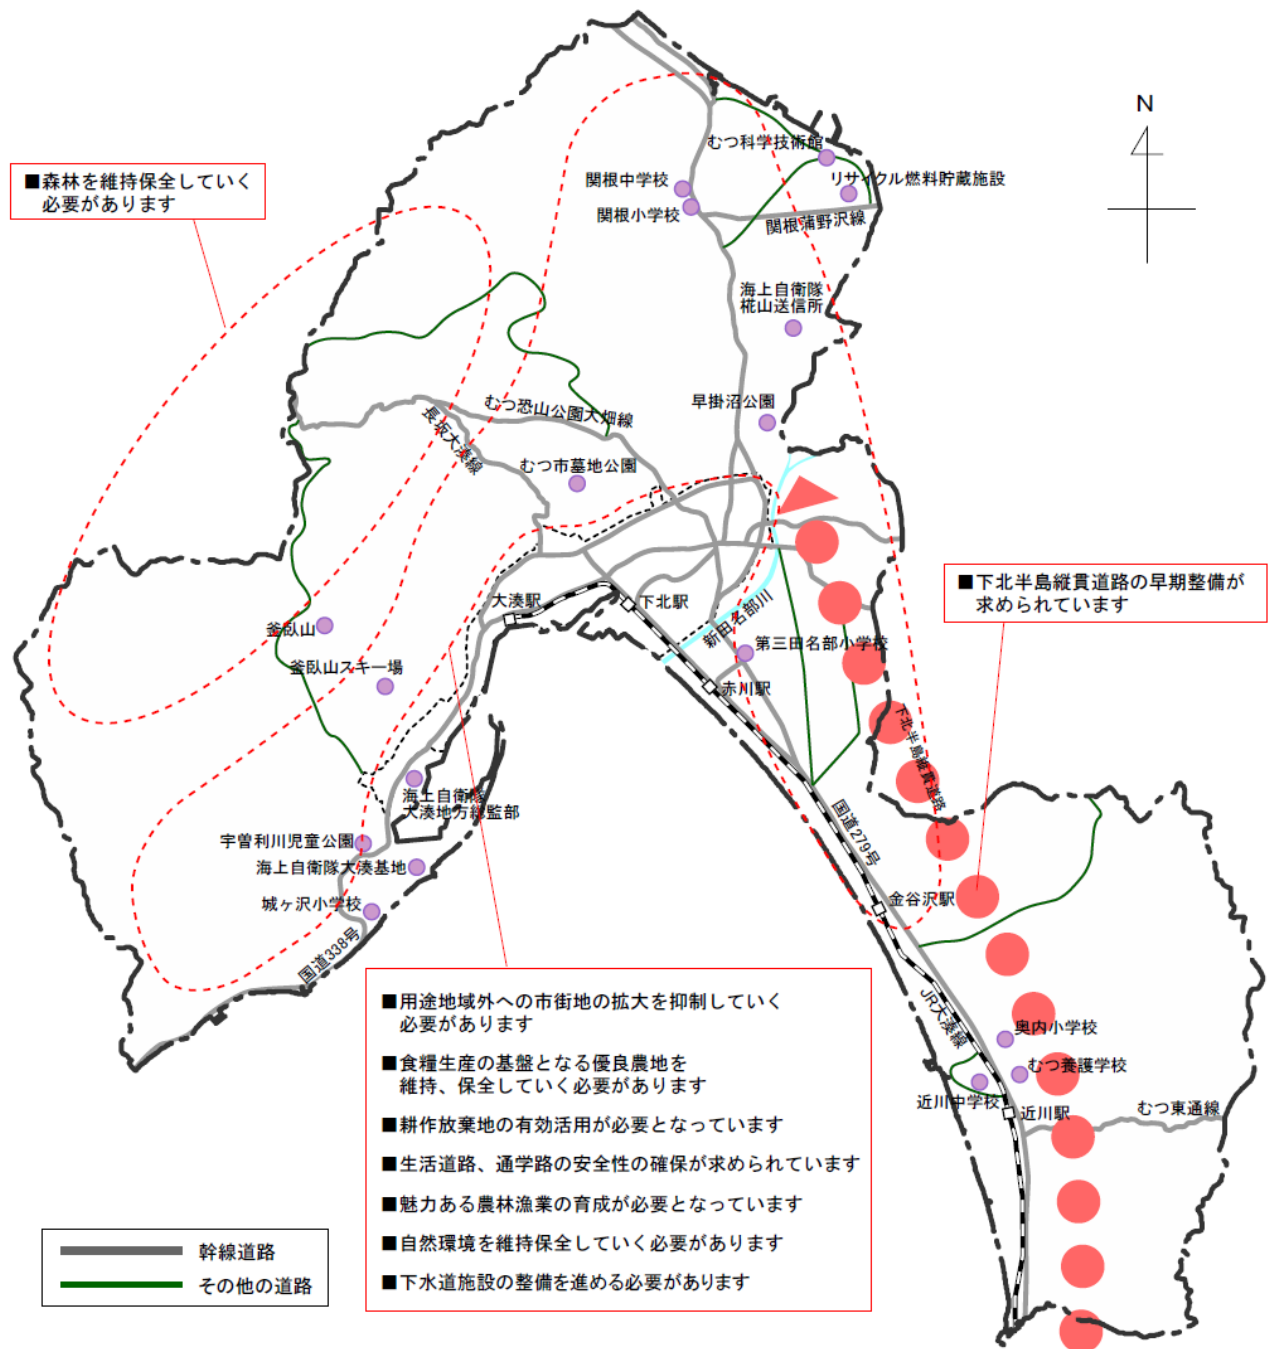 N
むつ科学技術館
関根中学校
リサイクル燃料貯蔵施設
関根小学校
関根蒲野沢線
■森林を維持保全していく
必要があります
海上自衛隊
椛山送信所
早掛沼公園
むつ恐山公園大畑線
長坂大湊線
むつ市墓地公園
■下北半島縦貫道路の早期整備が
求められています
大湊駅
下北駅
新田名部川
釜臥山
第三田名部小学校
釜臥山スキー場
赤川駅
下北半島縦貫道路
海上自衛隊
大湊地方総監部
国道279号
宇曽利川児童公園
海上自衛隊大湊基地
城ヶ沢小学校
金谷沢駅
国道338号
JR大湊線
■用途地域外への市街地の拡大を抑制していく
必要があります
■食糧生産の基盤となる優良農地を
維持、保全していく必要があります
■耕作放棄地の有効活用が必要となっています
■生活道路、通学路の安全性の確保が求められています
■魅力ある農林漁業の育成が必要となっています
■自然環境を維持保全していく必要があります
■下水道施設の整備を進める必要があります
奥内小学校
むつ養護学校
近川中学校
近川駅
むつ東通線
幹線道路
その他の道路